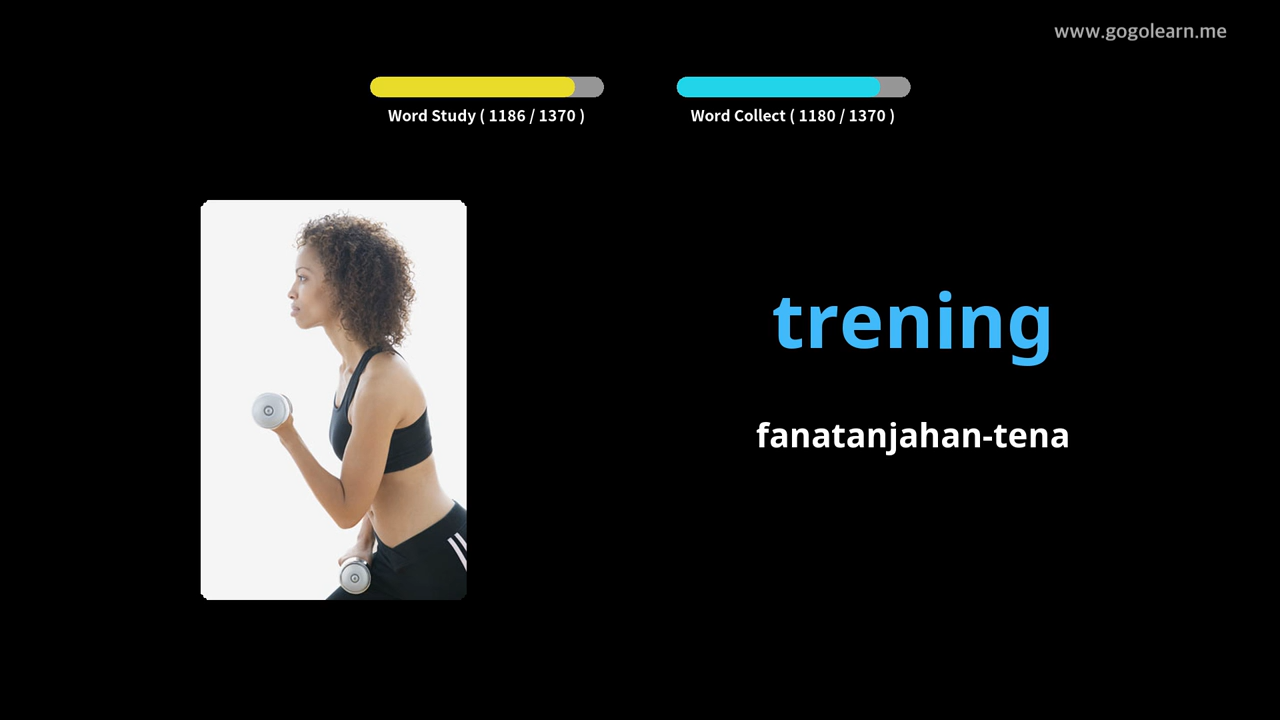 www.gogolearn.me
Word Study ( 1186 / 1370 )
Word Collect ( 1180 / 1370 )
trening
fanatanjahan-tena